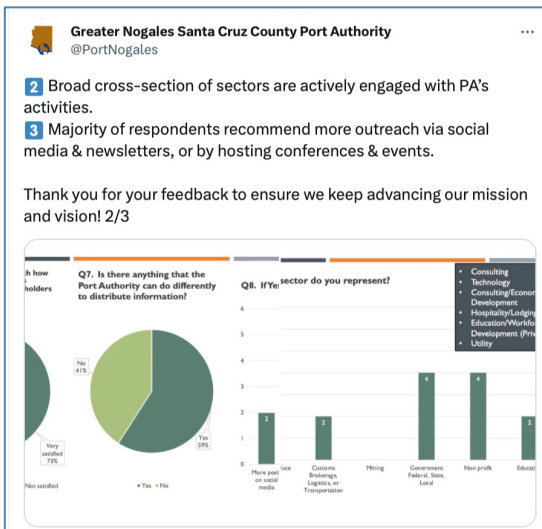 Greater Nogales Santa Cruz County Port Authority
@PortNogales
2 Broad cross-section of sectors are actively engaged with PA's
activities.
3 Majority of respondents recommend more outreach via social
media & newsletters, or by hosting conferences & events.
Thank you for your feedback to ensure we keep advancing our mission
and vision! 2/3
h how
holders
Very
satisfied
73%
Not satisfied
Q7. Is there anything that the
Port Authority can do differently
to distribute information?
No
41%
Yes
59%
Yes No
Q8. If Yes
6
5
4
3
2
1
0
2
More post
on social
media
sector do you represent?
• Consulting
• Technology
• Consulting/Econor
Development
• Hospitality/Lodging
• Education/Workfo
Development (Priv
• Utility
2
4
4
2
uce
Customs
Brokerage,
Logistics, or
Transportation
Mining
Government
Federal, State,
Local
Non profit
Educati